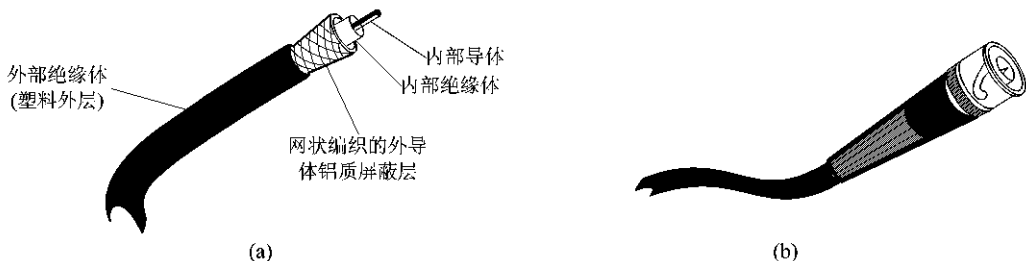 内部导体
外部绝缘体
(塑料外层)
内部绝缘体
网状编织的外导
体铝质屏蔽层
(a)
(b)